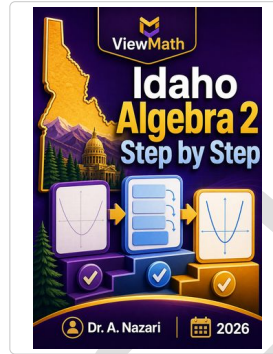 ViewMath
Idaho
Algebra 2
Step by Step
Dr. A. Nazari
2026